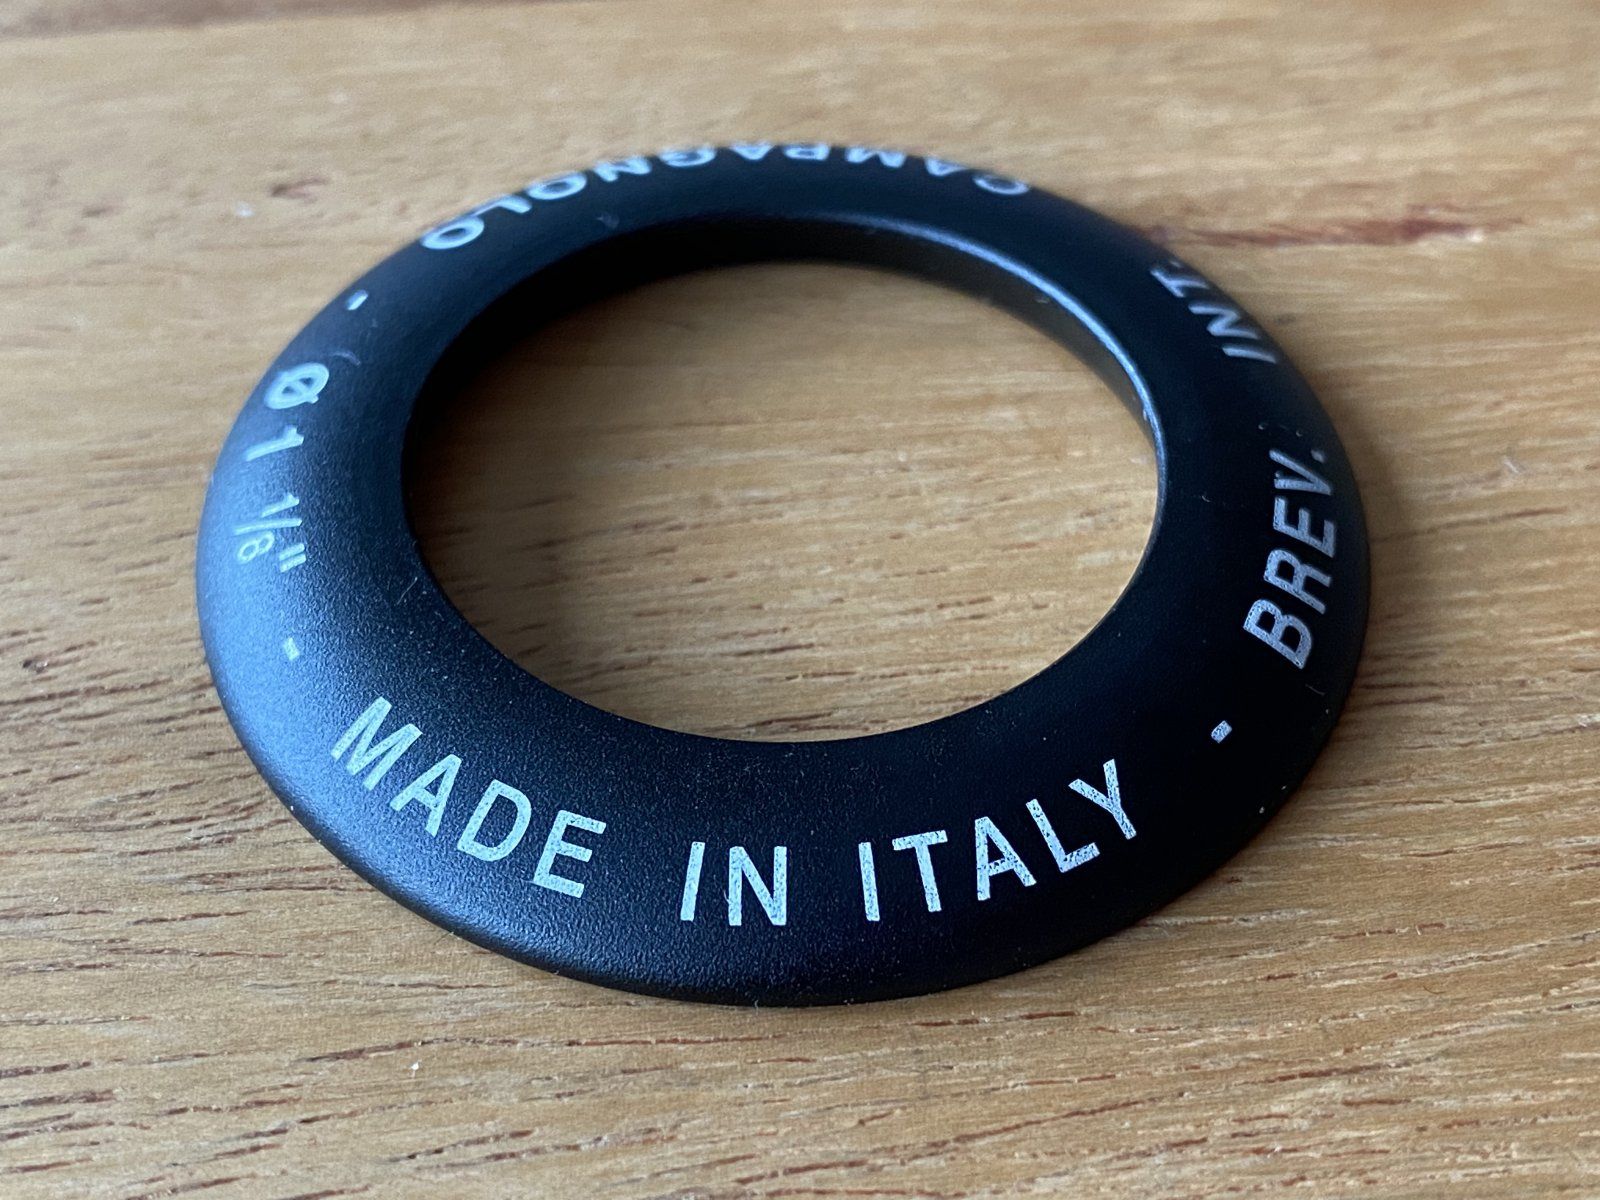 BREV. INT. CAMPAGNOLO - Ø 1 1/8" - MADE IN ITALY -